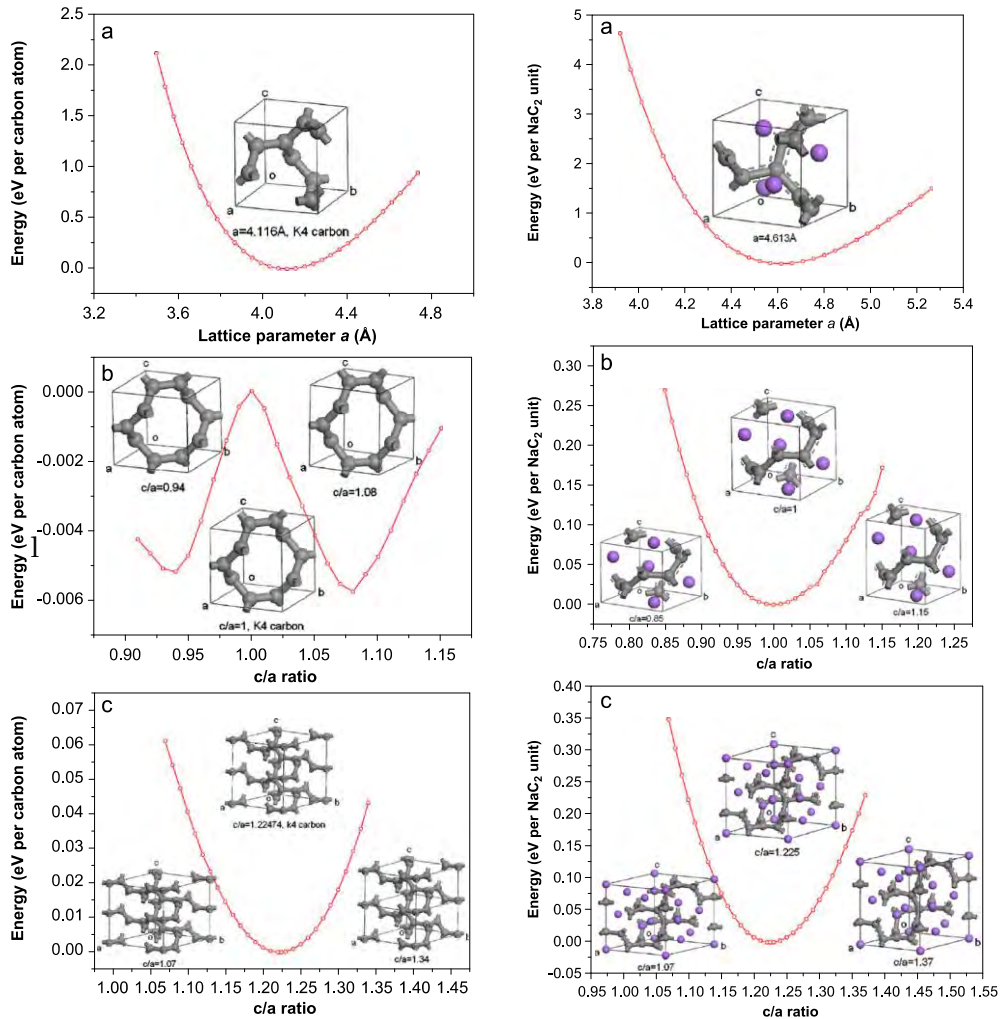 a
Energy (eV per carbon atom)
2.5
2.0
1.5
1.0
0.5
0.0
c
o
a
b
a=4.116A, K4 carbon
3.2 3.6 4.0 4.4 4.8
Lattice parameter a (Å)
a
Energy (eV per NaC2 unit)
5
4
3
2
1
0
c
o
a
b
a=4.613A
3.8 4.0 4.2 4.4 4.6 4.8 5.0 5.2 5.4
Lattice parameter a (Å)
b
Energy (eV per carbon atom)
0.000
-0.002
-0.004
-0.006
]
c
o
a
b
c/a=0.94
c
o
a
b
c/a=1.08
c
o
a
b
c/a=1, K4 carbon
0.90 0.95 1.00 1.05 1.10 1.15
c/a ratio
b
Energy (eV per NaC2 unit)
0.30
0.25
0.20
0.15
0.10
0.05
0.00
c
o
a
b
c/a=1
c
o
a
b
c/a=0.85
c
o
a
b
c/a=1.15
0.75 0.80 0.85 0.90 0.95 1.00 1.05 1.10 1.15 1.20 1.25
c/a ratio
c
Energy (eV per carbon atom)
0.07
0.06
0.05
0.04
0.03
0.02
0.01
0.00
c
o
a
b
c/a=1.22474, k4 carbon
c
o
a
b
c/a=1.07
c
o
a
b
c/a=1.34
1.00 1.05 1.10 1.15 1.20 1.25 1.30 1.35 1.40 1.45
c/a ratio
c
Energy (eV per NaC2 unit)
0.40
0.35
0.30
0.25
0.20
0.15
0.10
0.05
0.00
-0.05
c
o
a
b
c/a=1.225
c
o
a
b
c/a=1.07
c
o
a
b
c/a=1.37
0.95 1.00 1.05 1.10 1.15 1.20 1.25 1.30 1.35 1.40 1.45 1.50 1.55
c/a ratio